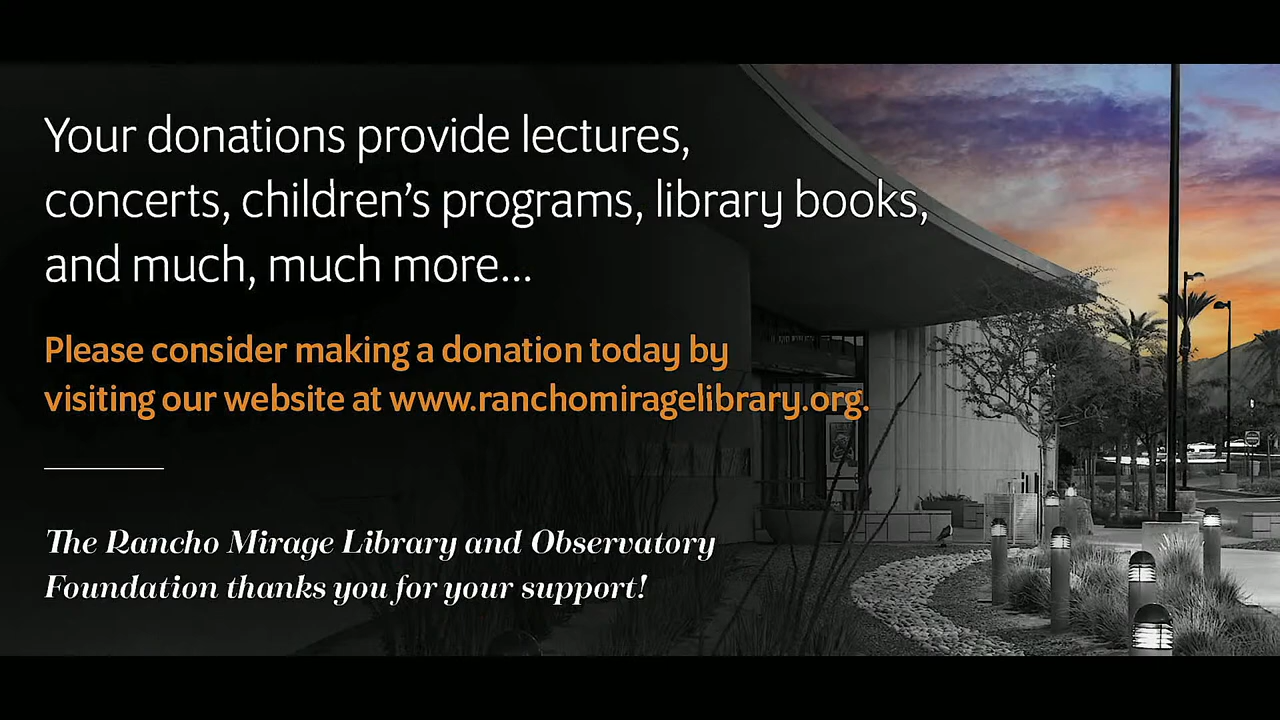 Your donations provide lectures,
concerts, children's programs, library books,
and much, much more...
Please consider making a donation today by
visiting our website at www.ranchomiragelibrary.org.
The Rancho Mirage Library and Observatory
Foundation thanks you for your support!